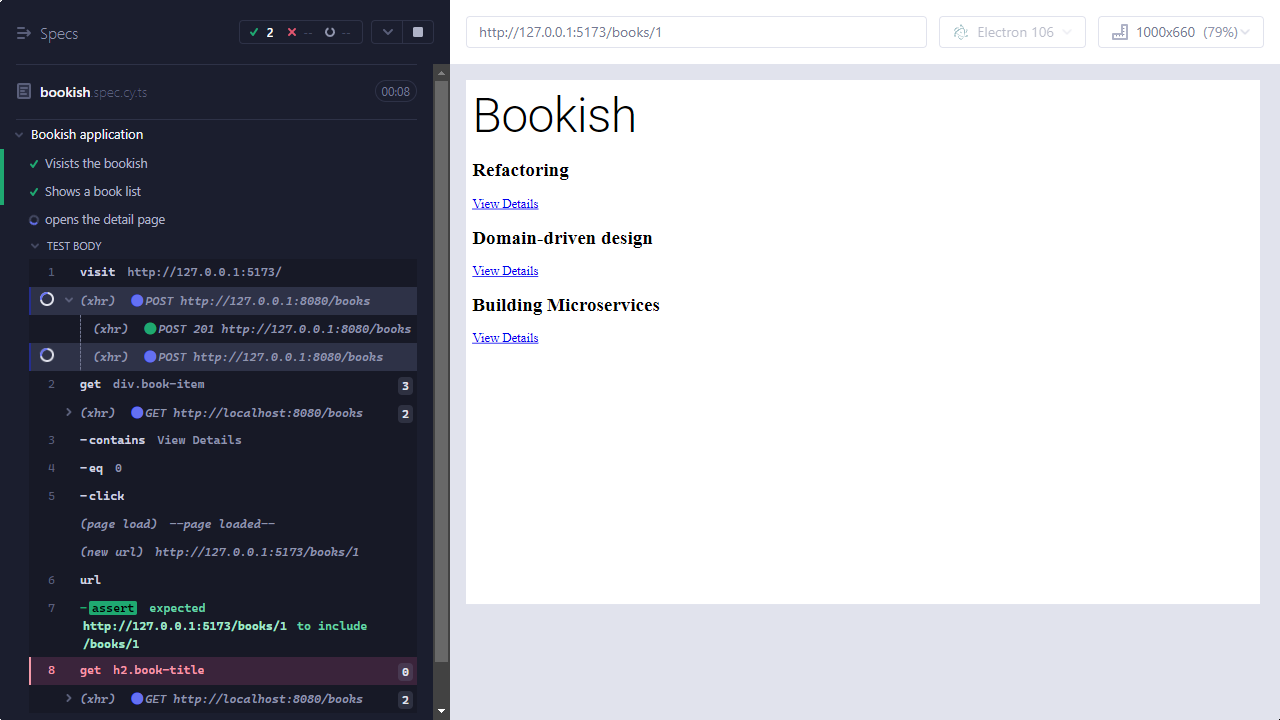 Specs
2 -- --
bookish.spec.cy.ts 00:08
Bookish application
Visists the bookish
Shows a book list
opens the detail page
TEST BODY
1 visit http://127.0.0.1:5173/
(xhr) POST http://127.0.0.1:8080/books
(xhr) POST 201 http://127.0.0.1:8080/books
(xhr) POST http://127.0.0.1:8080/books
2 get div.book-item 3
(xhr) GET http://localhost:8080/books 2
3 -contains View Details
4 -eq 0
5 -click
(page load) --page loaded--
(new url) http://127.0.0.1:5173/books/1
6 url
7 -assert expected
http://127.0.0.1:5173/books/1 to include
/books/1
8 get h2.book-title 0
(xhr) GET http://localhost:8080/books 2
http://127.0.0.1:5173/books/1
Electron 106
1000x660 (79%)
Bookish
Refactoring
View Details
Domain-driven design
View Details
Building Microservices
View Details